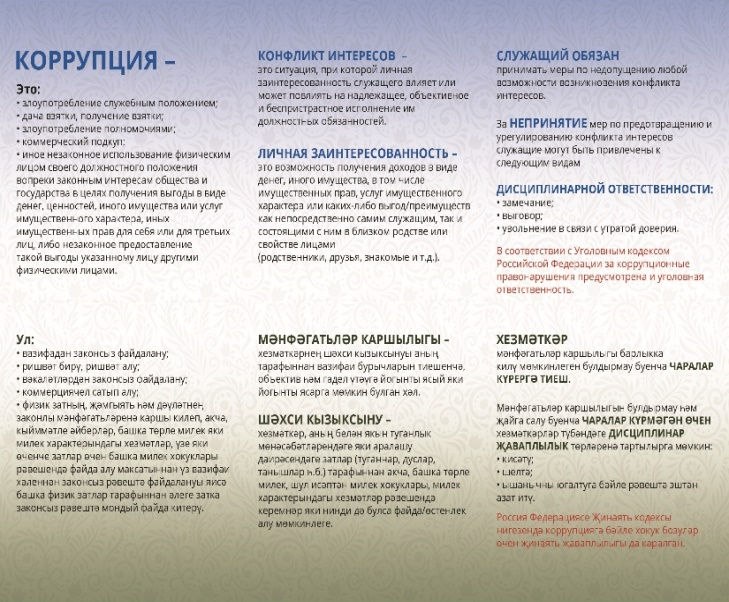 КОРРУПЦИЯ –
Это:
• злоупотребление служебным положением;
• дача взятки, получение взятки;
• злоупотребление полномочиями;
• коммерческий подкуп;
• иное незаконное использование физическим
лицом своего должностного положения
вопреки законным интересам общества и
государства в целях получения выгоды в виде
денег, ценностей, иного имущества или услуг
имущественного характера, иных
имущественных прав для себя или для третьих
лиц, либо незаконное предоставление
такой выгоды указанному лицу другими
физическими лицами.
КОНФЛИКТ ИНТЕРЕСОВ –
это ситуация, при которой личная
заинтересованность служащего влияет или
может повлиять на надлежащее, объективное
и беспристрастное исполнение им
должностных обязанностей.
ЛИЧНАЯ ЗАИНТЕРЕСОВАННОСТЬ –
это возможность получения доходов в виде
денег, иного имущества, в том числе
имущественных прав, услуг имущественного
характера или каких-либо выгод/преимуществ
как непосредственно самим служащим, так и
состоящими с ним в близком родстве или
свойстве лицами
(родственники, друзья, знакомые и т.д.).
СЛУЖАЩИЙ ОБЯЗАН
принимать меры по недопущению любой
возможности возникновения конфликта
интересов.
За НЕПРИНЯТИЕ мер по предотвращению и
урегулированию конфликта интересов
служащие могут быть привлечены к
следующим видам
ДИСЦИПЛИНАРНОЙ ОТВЕТСТВЕННОСТИ:
• замечание;
• выговор;
• увольнение в связи с утратой доверия.
В соответствии с Уголовным кодексом
Российской Федерации за коррупционные
правонарушения предусмотрена и уголовная
ответственность.
Ул:
• вазифадан законсыз файдалану;
• ришвәт бирү, ришвәт алу;
• вәкаләтләрдән законсыз файдалану;
• коммерциячел сатып алу;
• физик затның, җәмгыять һәм дәүләтнең
законлы мәнфәгатьләренә каршы килеп, акча,
кыйммәтле әйберләр, башка төрле милек яки
милек характерындагы хезмәтләр, үзе яки
өченче затлар өчен башка милек хокуклары
рәвешендә файда алу максатыннан үз вазифаи
хәленнән законсыз рәвештә файдалануы яисә
башка физик затлар тарафыннан әлеге затка
законсыз рәвештә мондый файда китерү.
МӘНФӘГАТЬЛӘР КАРШЫЛЫГЫ –
хезмәткәрнең шәхси кызыксынуы аның
тарафыннан вазифаи бурычларын тиешенчә,
объектив һәм гадел үтәүгә йогынты ясый яки
йогынты ясарга мөмкин булган хәл.
ШӘХСИ КЫЗЫКСЫНУ –
хезмәткәр, аның белән якын туганлык
мөнәсәбәтләрендәге яки аралашу
даирәсендәге затлар (туганнар, дуслар,
танышлар һ.б.) тарафыннан акча, башка төрле
милек, шул исәптән милек хокуклары, милек
характерындагы хезмәтләр рәвешендә
керемнәр яки нинди дә булса файда/өстенлек
алу мөмкинлеге.
ХЕЗМӘТКӘР
мәнфәгатьләр каршылыгы барлыкка
килү мөмкинлеген булдырмау буенча ЧАРАЛАР
КҮРЕРГӘ ТИЕШ.
Мәнфәгатьләр каршылыгын булдырмау һәм
җайга салу буенча ЧАРАЛАР КҮРМӘГӘН ӨЧЕН
хезмәткәрләр түбәндәге ДИСЦИПЛИНАР
ҖАВАПЛЫЛЫК төрләренә тартылырга мөмкин:
• кисәтү;
• шелтә;
• ышанычны югалтуга бәйле рәвештә эштән
азат итү.
Россия Федерациясе Җинаять кодексы
нигезендә коррупциягә бәйле хокук бозулар
өчен җинаять җаваплылыгы да каралган.